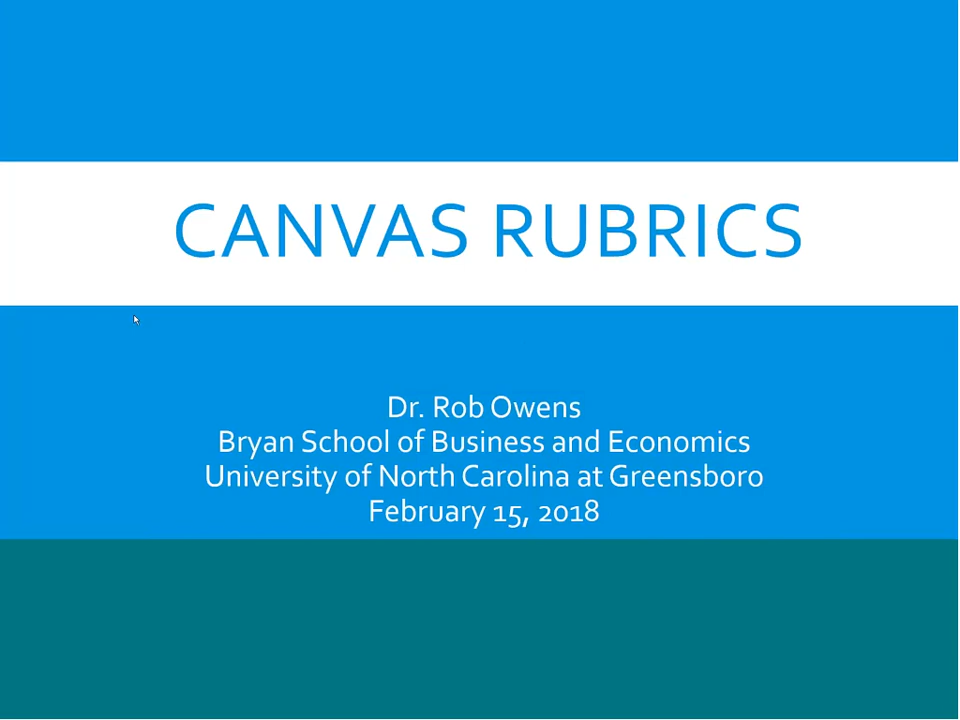 CANVAS RUBRICS
Dr. Rob Owens
Bryan School of Business and Economics
University of North Carolina at Greensboro
February 15, 2018